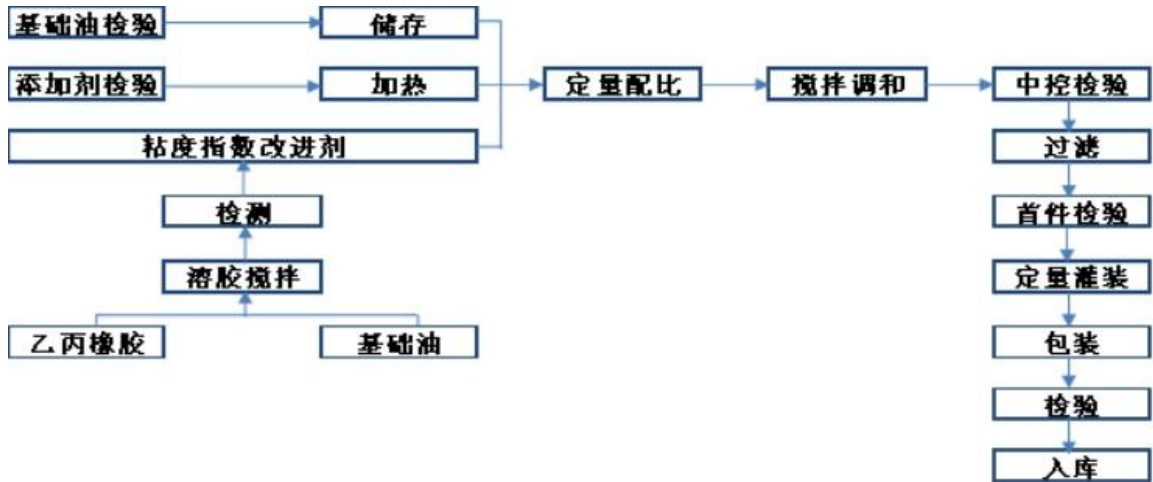 基础油检验
储存
添加剂检验
加热
定量配比
搅拌调和
中控检验
粘度指数改进剂
过滤
检测
首件检验
溶胶搅拌
定量灌装
乙丙橡胶
基础油
包装
检验
入库